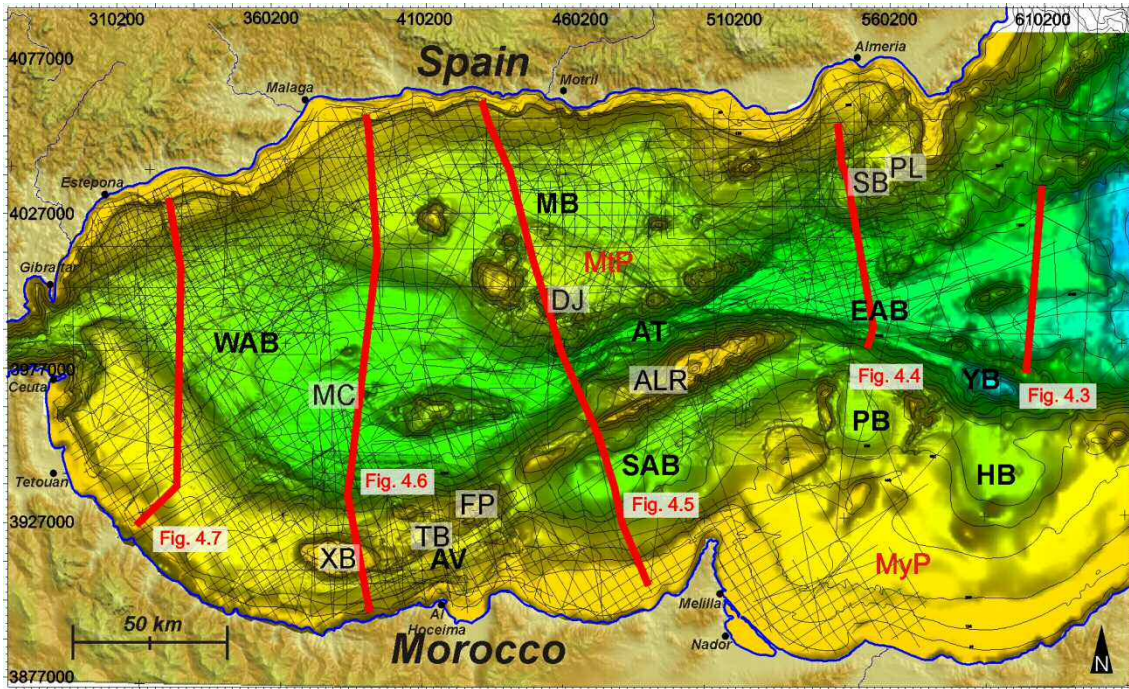 310200
360200
410200
460200
510200
560200
610200
4077000
Spain
Almeria
Malaga
Motril
PL
SB
Estepona
4027000
MB
MtP
Gibraltar
DJ
EAB
WAB
AT
3977000
Ceuta
MC
ALR
Fig. 4.4
YB
Fig. 4.3
PB
SAB
HB
Tetouan
Fig. 4.6
FP
Fig. 4.5
3927000
Fig. 4.7
TB
XB
AV
MyP
50 km
Al
Hoceima
Melilla
Morocco
Nador
3877000
N